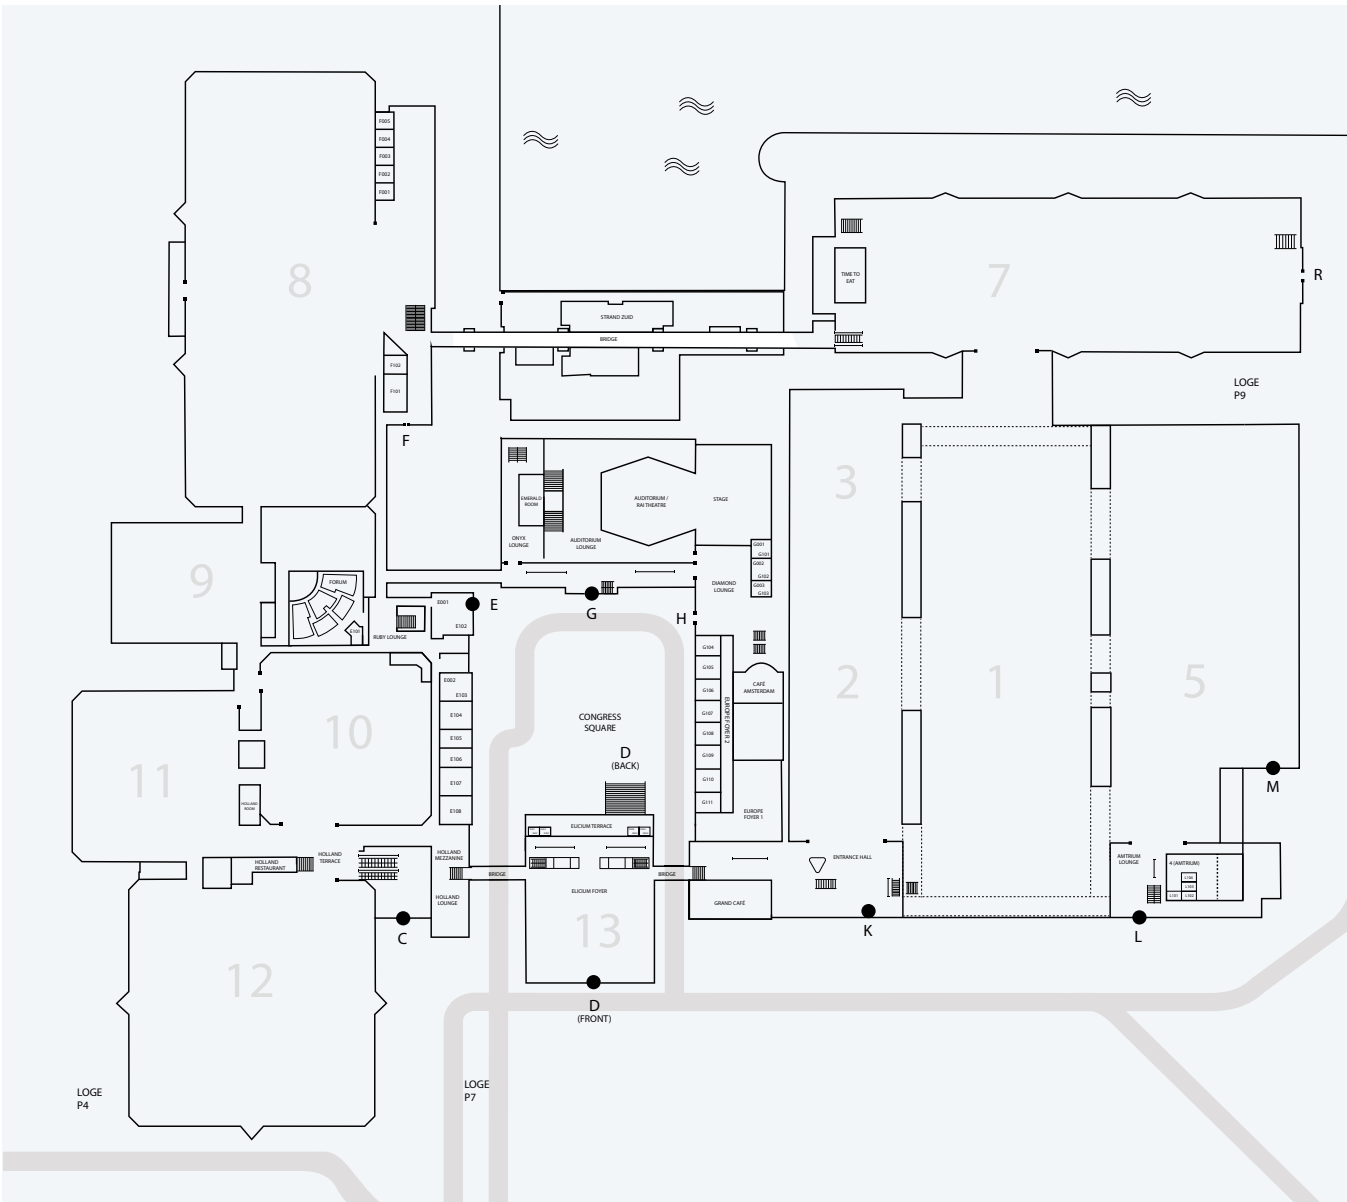 F005
F004
F003
F002
F001
8
7
R
TIME TO
EAT
STRAND ZUID
BRIDGE
F102
F101
F
LOGE
P9
3
EMERALD
ROOM
AUDITORIUM /
RAI THEATRE
STAGE
ONYX
LOUNGE
AUDITORIUM
LOUNGE
G001
G101
G002
G102
G003
G103
DIAMOND
LOUNGE
9
FORUM
E101
RUBY LOUNGE
E001
E102
E
G
H
G104
G105
G106
G107
G108
G109
G110
G111
EUROPE FOYER 2
CAFÉ
AMSTERDAM
EUROPE
FOYER 1
2
1
5
E002
E103
E104
E105
E106
E107
E108
10
11
HOLLAND
ROOM
CONGRESS
SQUARE
D
(BACK)
M
ELICIUM TERRACE
HOLLAND
MEZZANINE
HOLLAND
TERRACE
HOLLAND
RESTAURANT
BRIDGE
BRIDGE
ELICIUM FOYER
HOLLAND
LOUNGE
GRAND CAFÉ
ENTRANCE HALL
AMTRIUM
LOUNGE
4 (AMTRIUM)
L104
L103
L101
L102
C
13
K
L
12
D
(FRONT)
LOGE
P4
LOGE
P7